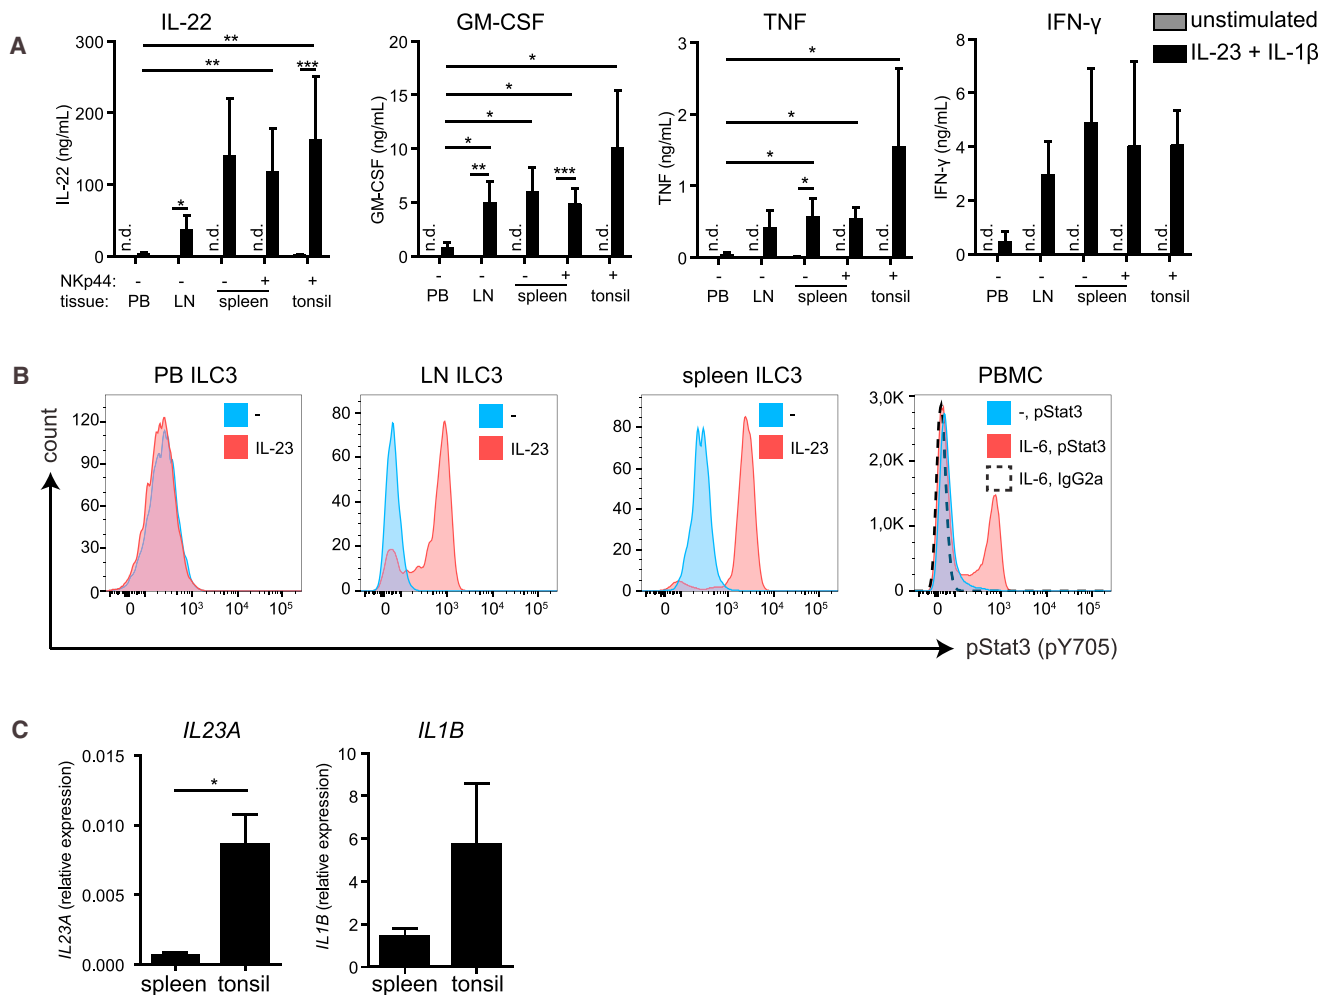 A
IL-22
GM-CSF
TNF
IFN-γ
unstimulated
IL-23 + IL-1β
IL-22 (ng/mL)
300
200
100
0
n.d.
*
n.d.
n.d.
**
**
***
NKp44: - - - + +
tissue: PB LN spleen tonsil
GM-CSF (ng/mL)
20
15
10
5
0
n.d.
**
n.d.
***
*
*
*
*
- - - + +
PB LN spleen tonsil
TNF (ng/mL)
3
2
1
0
n.d.
n.d.
*
n.d.
n.d.
*
*
*
- - - + +
PB LN spleen tonsil
IFN-γ (ng/mL)
8
6
4
2
0
n.d.
n.d.
n.d.
n.d.
n.d.
- - - + +
PB LN spleen tonsil
B
count
PB ILC3
120
90
60
30
0
-
IL-23
0 10³ 10⁴ 10⁵
LN ILC3
80
60
40
20
0
-
IL-23
0 10³ 10⁴ 10⁵
spleen ILC3
80
60
40
20
0
-
IL-23
0 10³ 10⁴ 10⁵
PBMC
3,0K
2,0K
1,0K
0
-, pStat3
IL-6, pStat3
IL-6, IgG2a
0 10³ 10⁴ 10⁵
pStat3 (pY705)
C
IL23A
IL23A (relative expression)
0.015
0.010
0.005
0.000
*
spleen tonsil
IL1B
IL1B (relative expression)
10
8
6
4
2
0
spleen tonsil